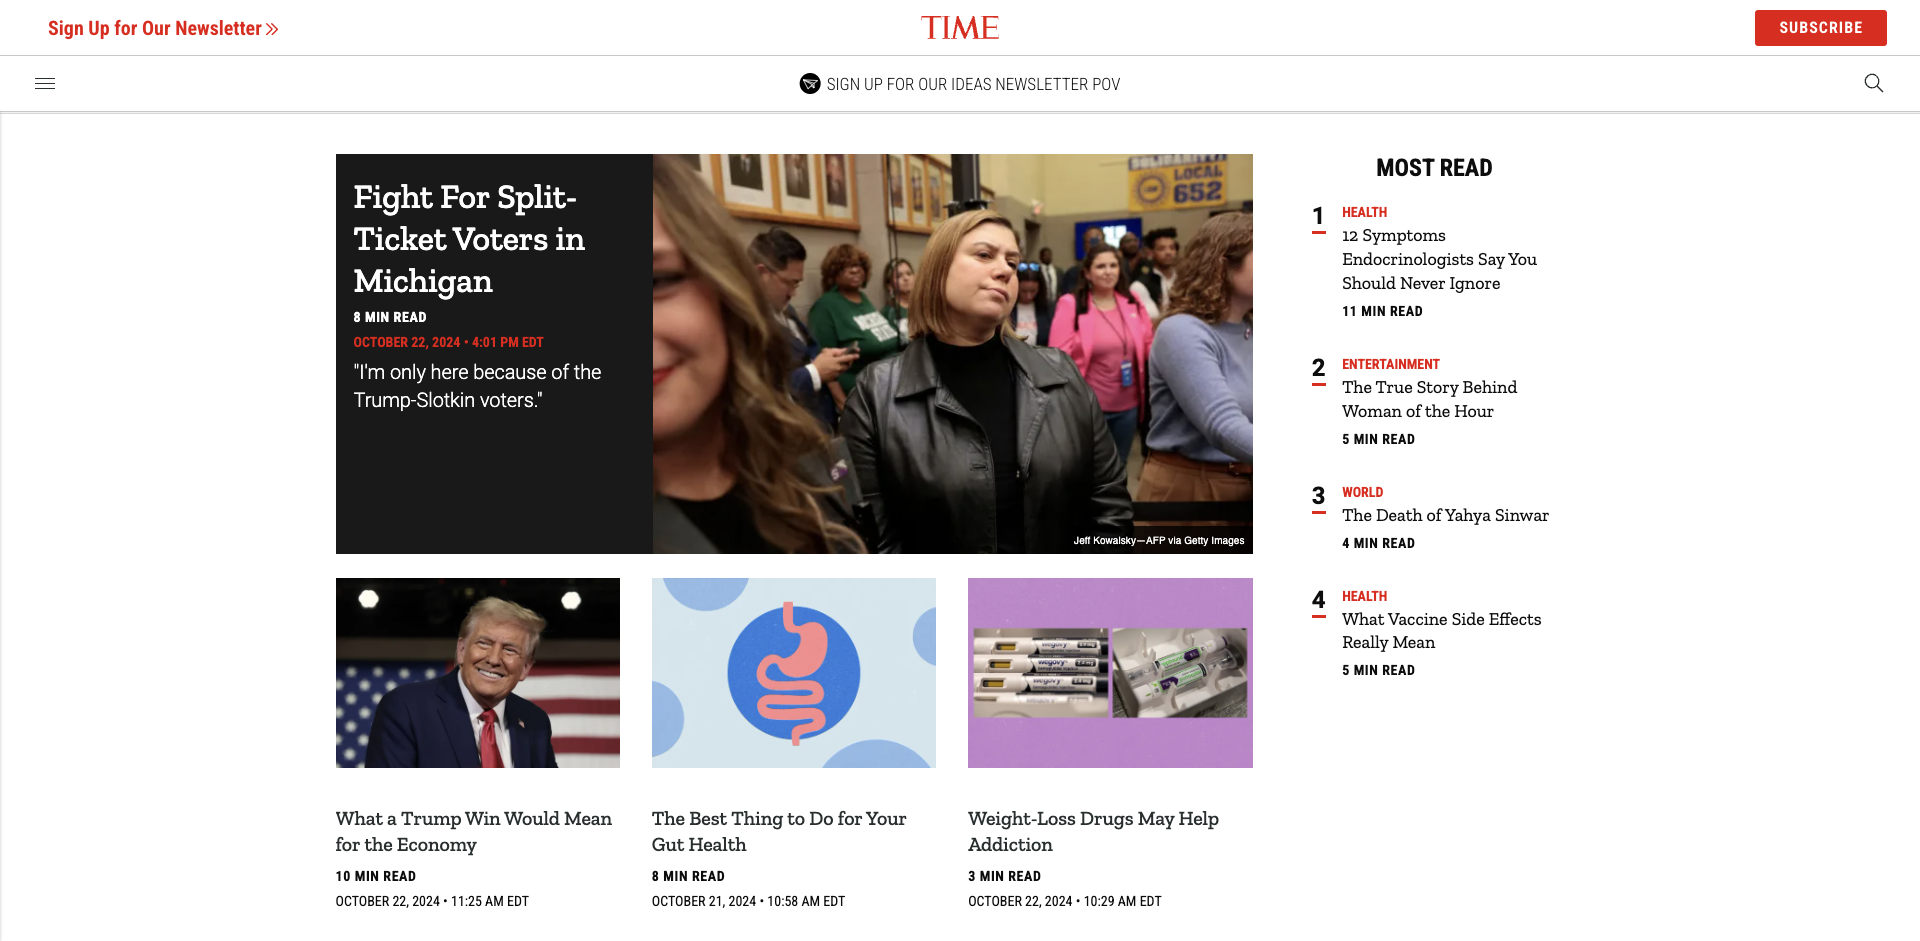 Sign Up for Our Newsletter
TIME
SUBSCRIBE
SIGN UP FOR OUR IDEAS NEWSLETTER POV
Fight For Split-
Ticket Voters in
Michigan
8 MIN READ
OCTOBER 22, 2024 • 4:01 PM EDT
"I'm only here because of the
Trump-Slotkin voters."
SOLIDARITY
LOCAL
652
Jeff Kowalsky—AFP via Getty Images
What a Trump Win Would Mean
for the Economy
10 MIN READ
OCTOBER 22, 2024 • 11:25 AM EDT
The Best Thing to Do for Your
Gut Health
8 MIN READ
OCTOBER 21, 2024 • 10:58 AM EDT
wegovy
wegovy
wegovy
wegovy
Weight-Loss Drugs May Help
Addiction
3 MIN READ
OCTOBER 22, 2024 • 10:29 AM EDT
MOST READ
1
HEALTH
12 Symptoms
Endocrinologists Say You
Should Never Ignore
11 MIN READ
2
ENTERTAINMENT
The True Story Behind
Woman of the Hour
5 MIN READ
3
WORLD
The Death of Yahya Sinwar
4 MIN READ
4
HEALTH
What Vaccine Side Effects
Really Mean
5 MIN READ